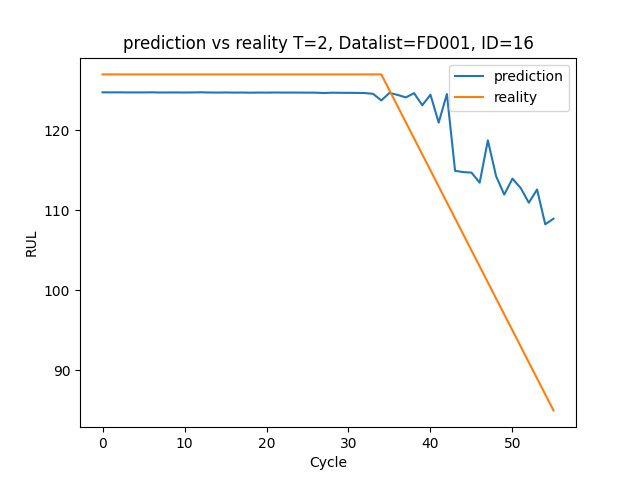 prediction vs reality T=2, Datalist=FD001, ID=16
prediction
reality
120
110
100
90
RUL
0 10 20 30 40 50
Cycle